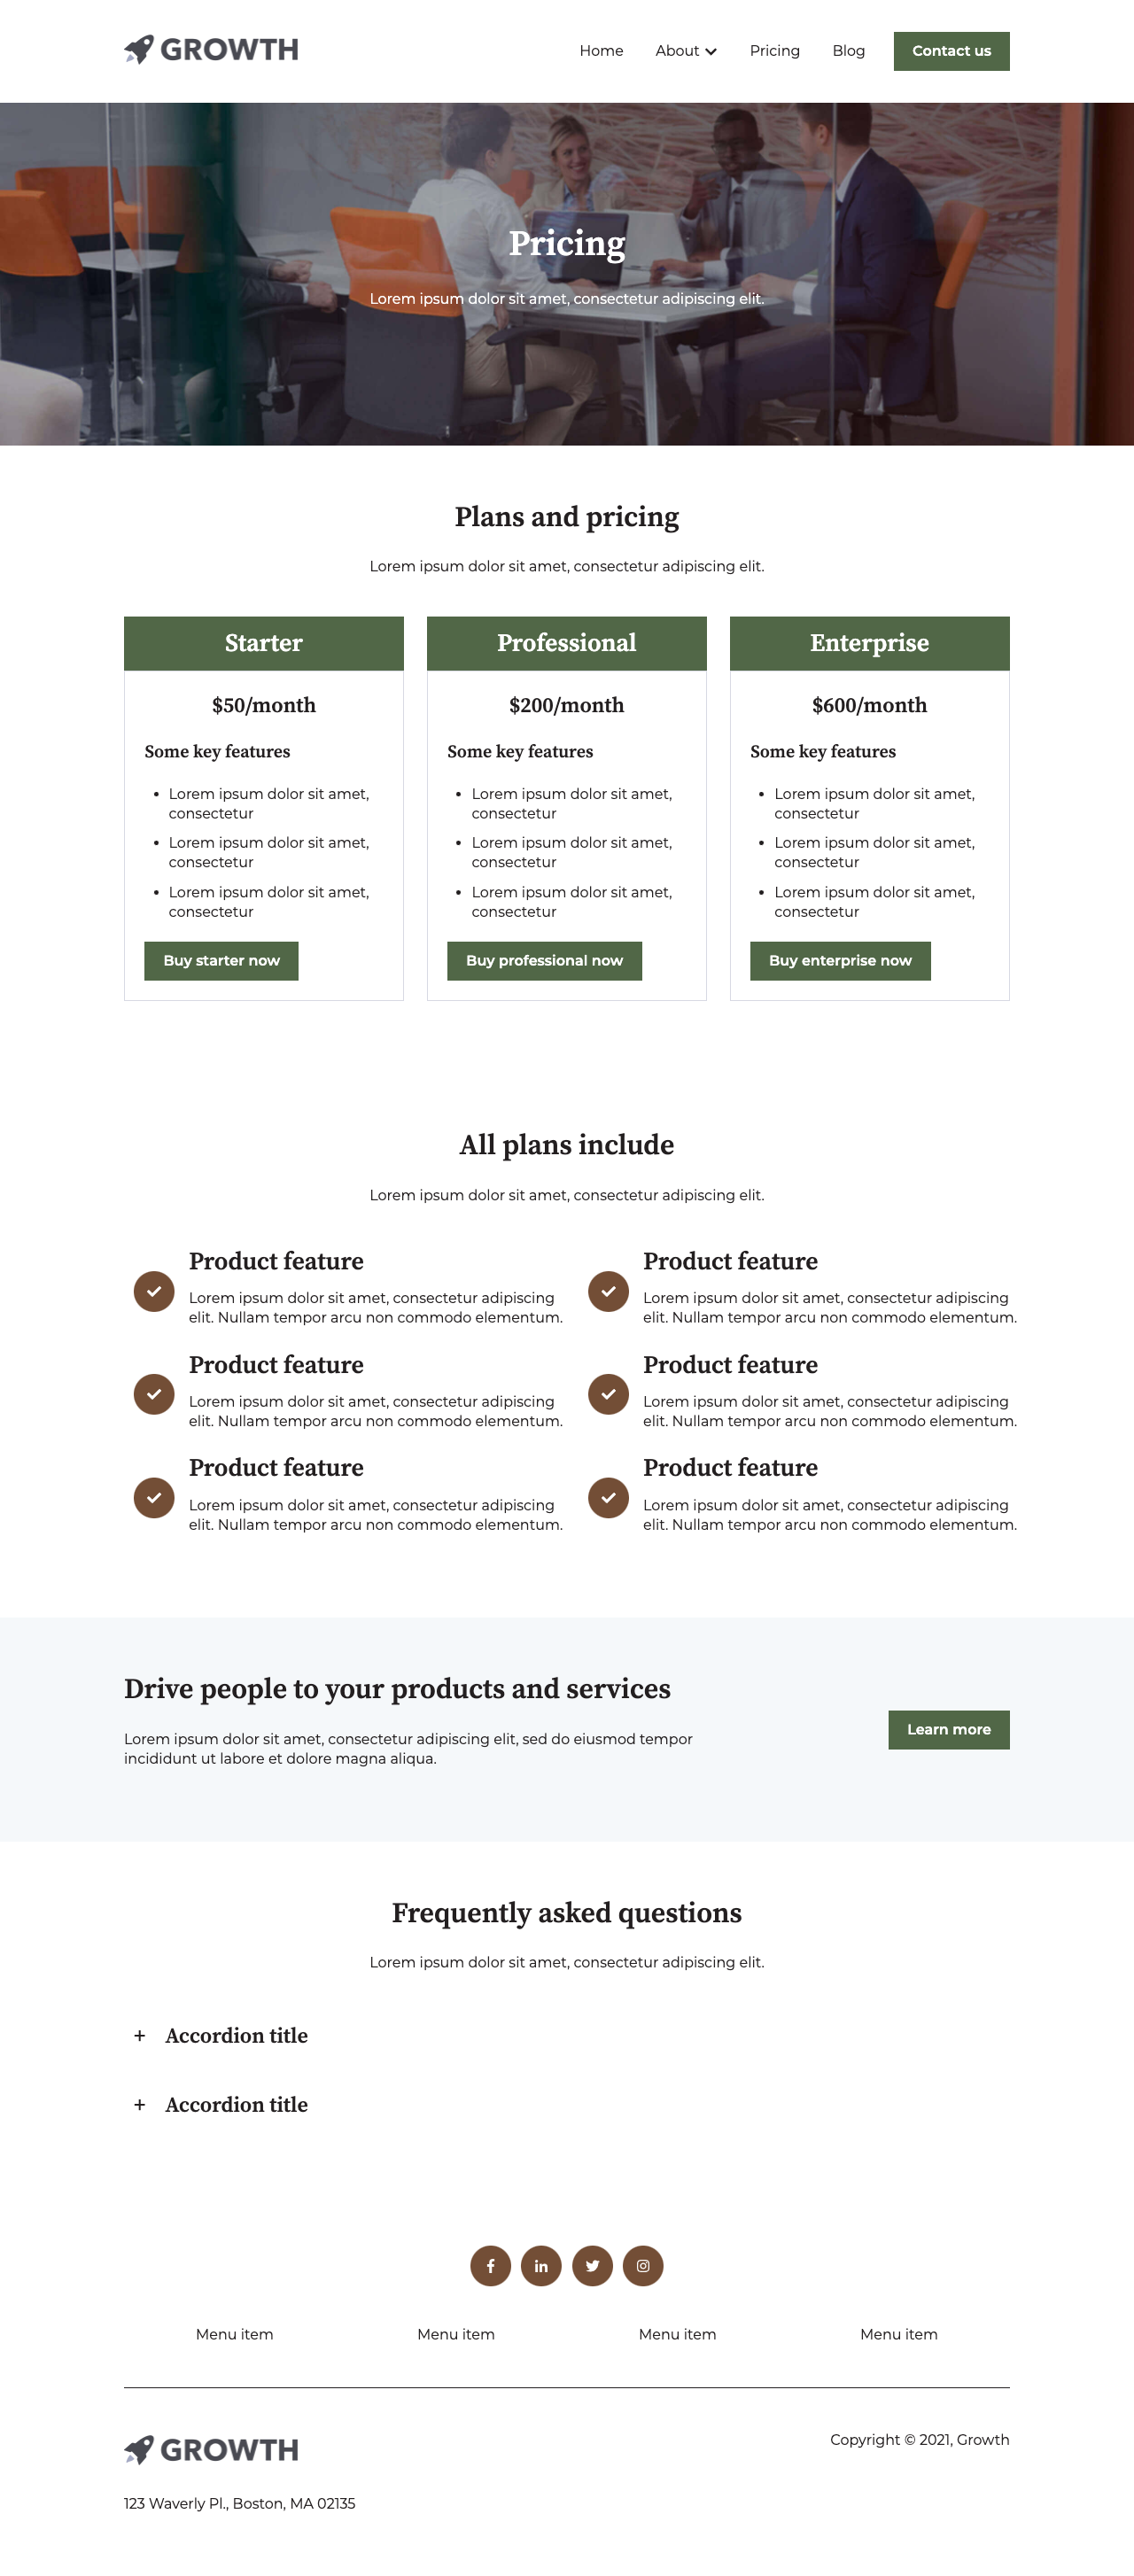 GROWTH
Home
About
Pricing
Blog
Contact us
Pricing
Lorem ipsum dolor sit amet, consectetur adipiscing elit.
Plans and pricing
Lorem ipsum dolor sit amet, consectetur adipiscing elit.
Starter
$50/month
Some key features
Lorem ipsum dolor sit amet,
consectetur
Lorem ipsum dolor sit amet,
consectetur
Lorem ipsum dolor sit amet,
consectetur
Buy starter now
Professional
$200/month
Some key features
Lorem ipsum dolor sit amet,
consectetur
Lorem ipsum dolor sit amet,
consectetur
Lorem ipsum dolor sit amet,
consectetur
Buy professional now
Enterprise
$600/month
Some key features
Lorem ipsum dolor sit amet,
consectetur
Lorem ipsum dolor sit amet,
consectetur
Lorem ipsum dolor sit amet,
consectetur
Buy enterprise now
All plans include
Lorem ipsum dolor sit amet, consectetur adipiscing elit.
Product feature
Lorem ipsum dolor sit amet, consectetur adipiscing
elit. Nullam tempor arcu non commodo elementum.
Product feature
Lorem ipsum dolor sit amet, consectetur adipiscing
elit. Nullam tempor arcu non commodo elementum.
Product feature
Lorem ipsum dolor sit amet, consectetur adipiscing
elit. Nullam tempor arcu non commodo elementum.
Product feature
Lorem ipsum dolor sit amet, consectetur adipiscing
elit. Nullam tempor arcu non commodo elementum.
Product feature
Lorem ipsum dolor sit amet, consectetur adipiscing
elit. Nullam tempor arcu non commodo elementum.
Product feature
Lorem ipsum dolor sit amet, consectetur adipiscing
elit. Nullam tempor arcu non commodo elementum.
Drive people to your products and services
Lorem ipsum dolor sit amet, consectetur adipiscing elit, sed do eiusmod tempor
incididunt ut labore et dolore magna aliqua.
Learn more
Frequently asked questions
Lorem ipsum dolor sit amet, consectetur adipiscing elit.
+ Accordion title
+ Accordion title
Menu item
Menu item
Menu item
Menu item
GROWTH
Copyright © 2021, Growth
123 Waverly Pl., Boston, MA 02135